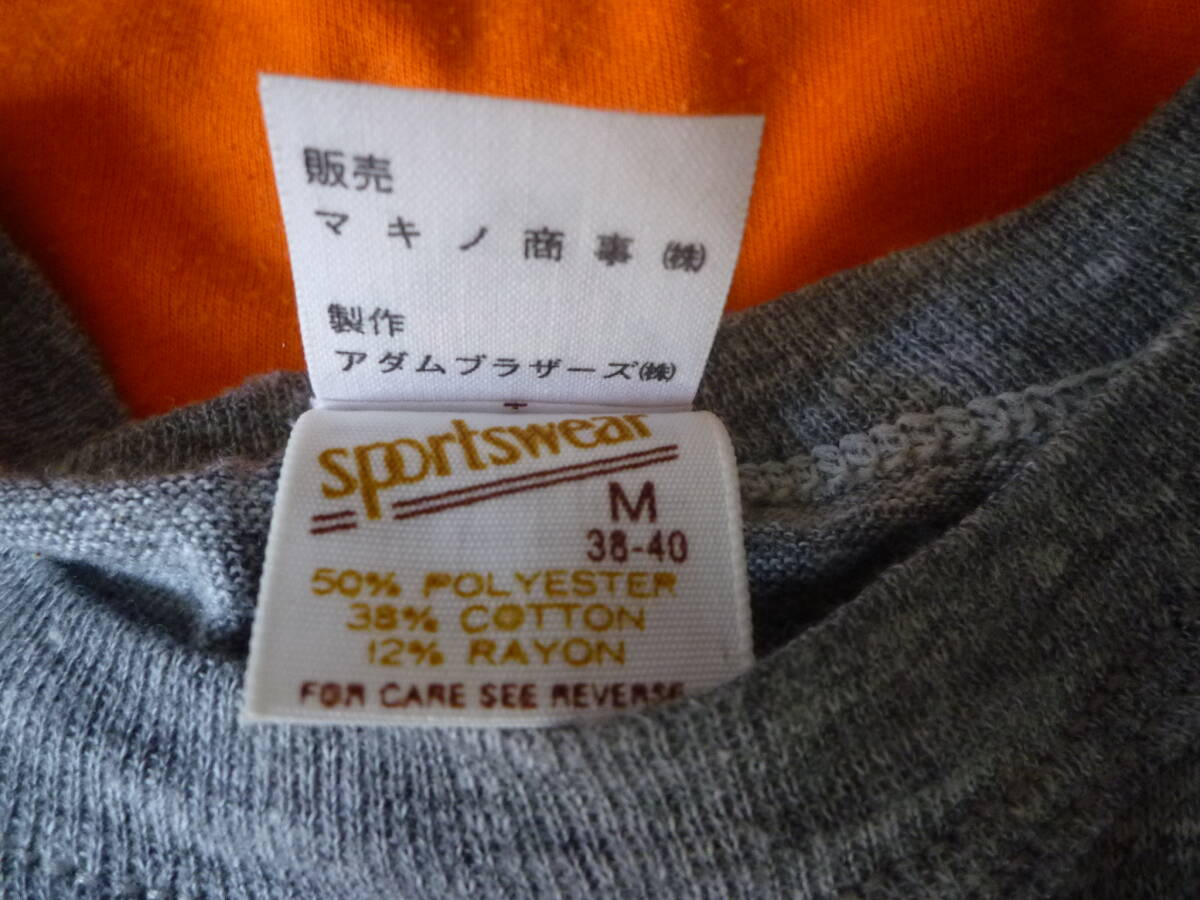 販売
マキノ商事㈱
製作
アダムブラザーズ㈱
sportswear
M
38-40
50% POLYESTER
38% COTTON
12% RAYON
FOR CARE SEE REVERSE